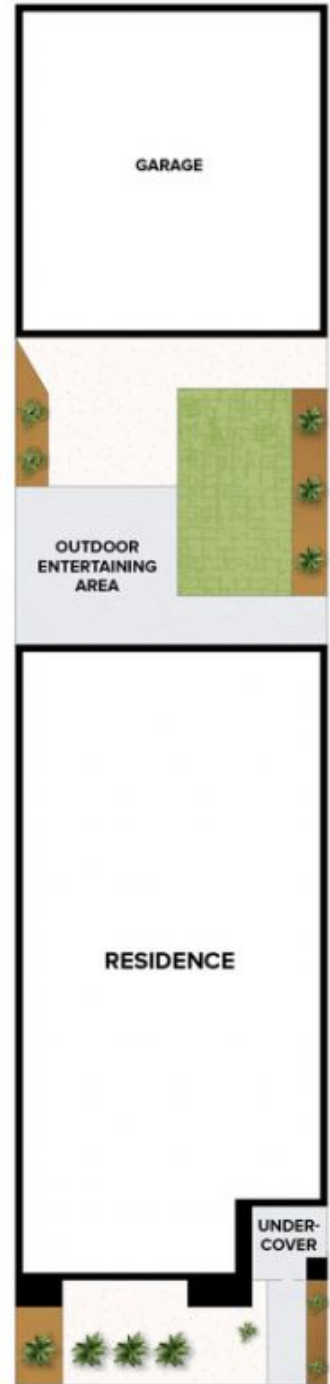 GARAGE
OUTDOOR
ENTERTAINING
AREA
RESIDENCE
UNDER-
COVER